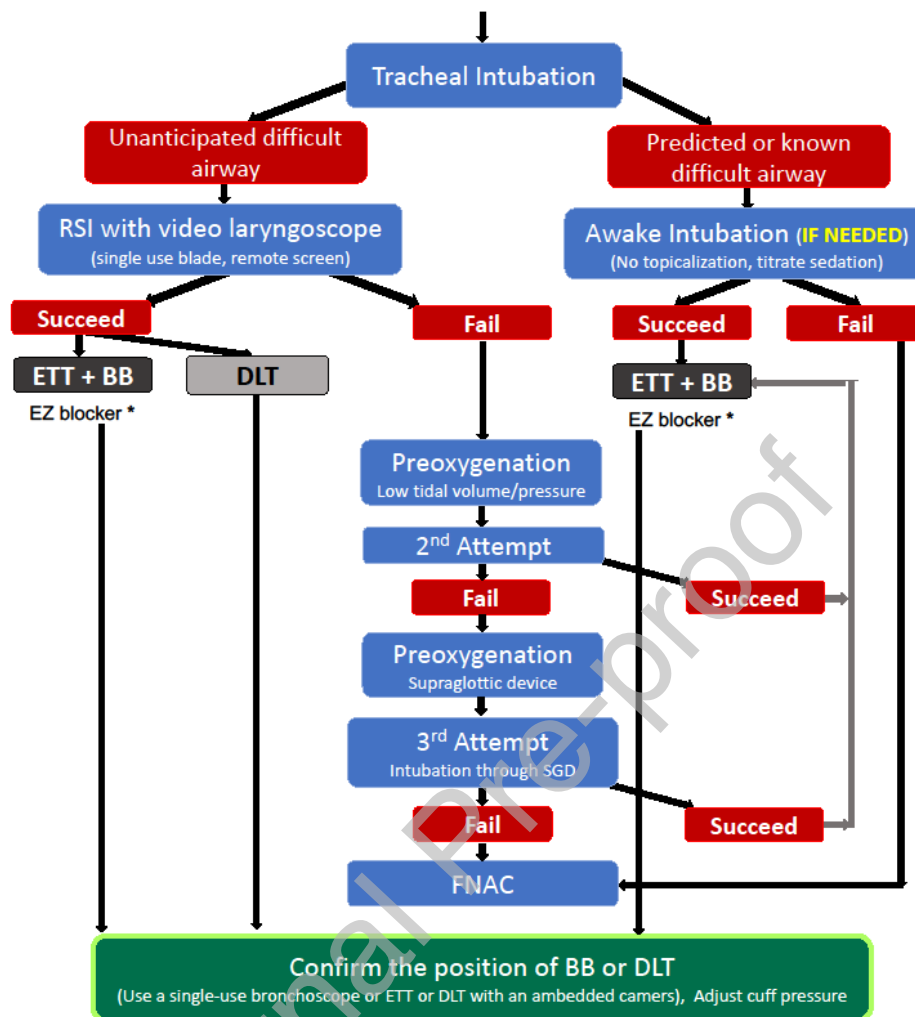 Tracheal Intubation
Unanticipated difficult
airway
Predicted or known
difficult airway
RSI with video laryngoscope
(single use blade, remote screen)
Awake Intubation (IF NEEDED)
(No topicalization, titrate sedation)
Succeed
Fail
Succeed
Fail
ETT + BB
DLT
ETT + BB
EZ blocker *
EZ blocker *
Preoxygenation
Low tidal volume/pressure
2nd Attempt
Fail
Succeed
Preoxygenation
Supraglottic device
3rd Attempt
Intubation through SGD
Fail
Succeed
FNAC
Confirm the position of BB or DLT
(Use a single-use bronchoscope or ETT or DLT with an ambedded camers), Adjust cuff pressure
nal Pre-proof